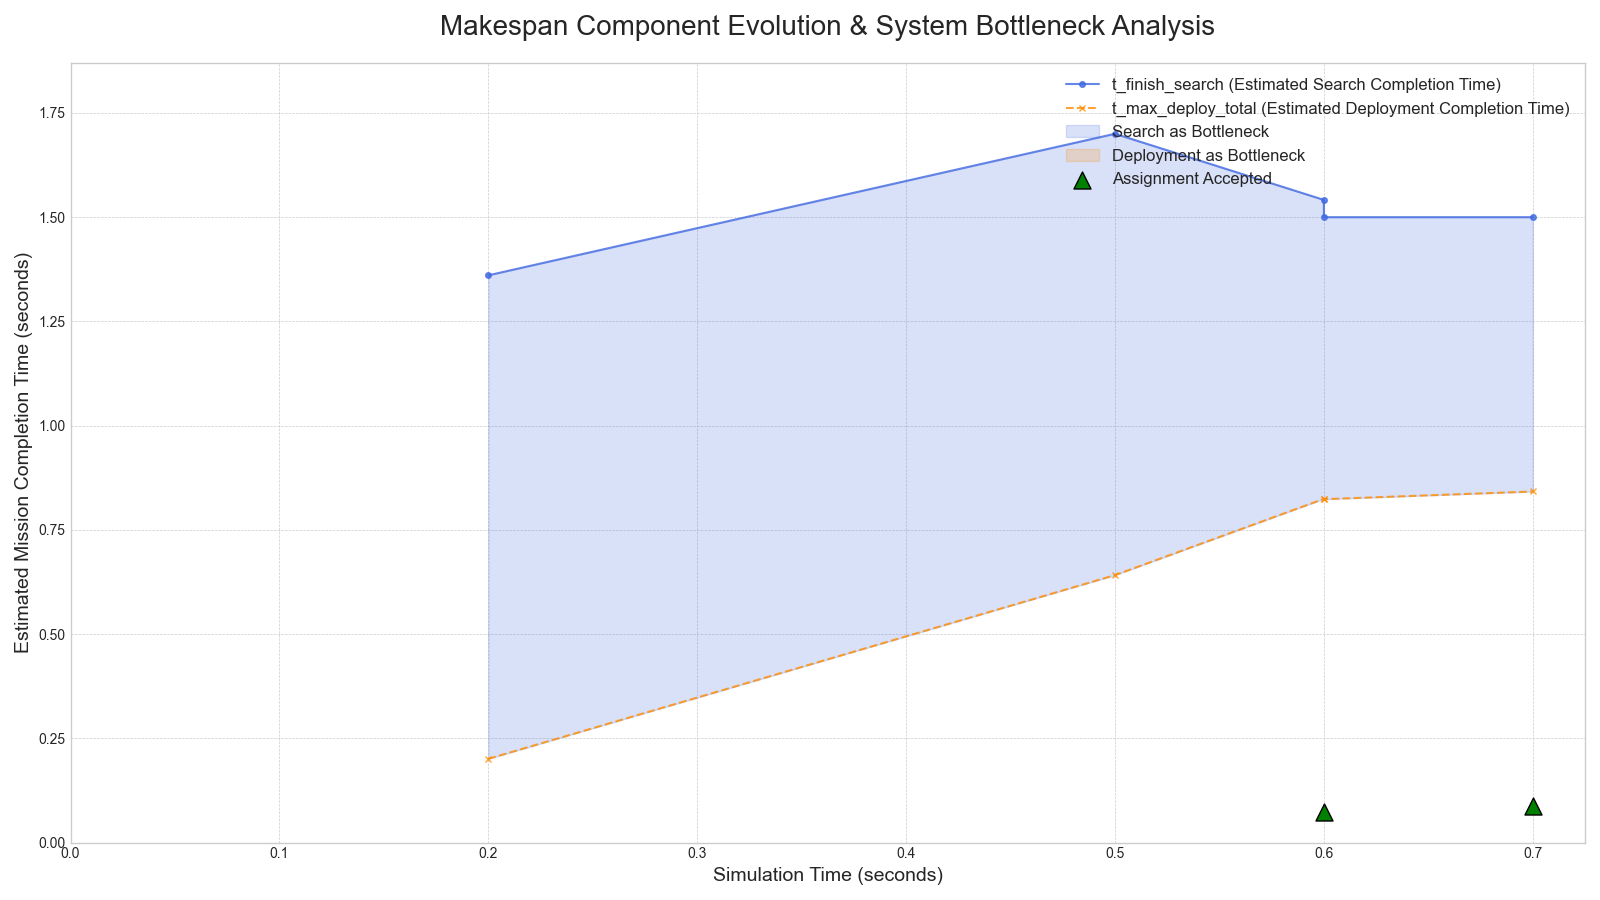 Makespan Component Evolution & System Bottleneck Analysis
t_finish_search (Estimated Search Completion Time)
t_max_deploy_total (Estimated Deployment Completion Time)
Search as Bottleneck
Deployment as Bottleneck
Assignment Accepted
Estimated Mission Completion Time (seconds)
1.75
1.50
1.25
1.00
0.75
0.50
0.25
0.00
0.0 0.1 0.2 0.3 0.4 0.5 0.6 0.7
Simulation Time (seconds)